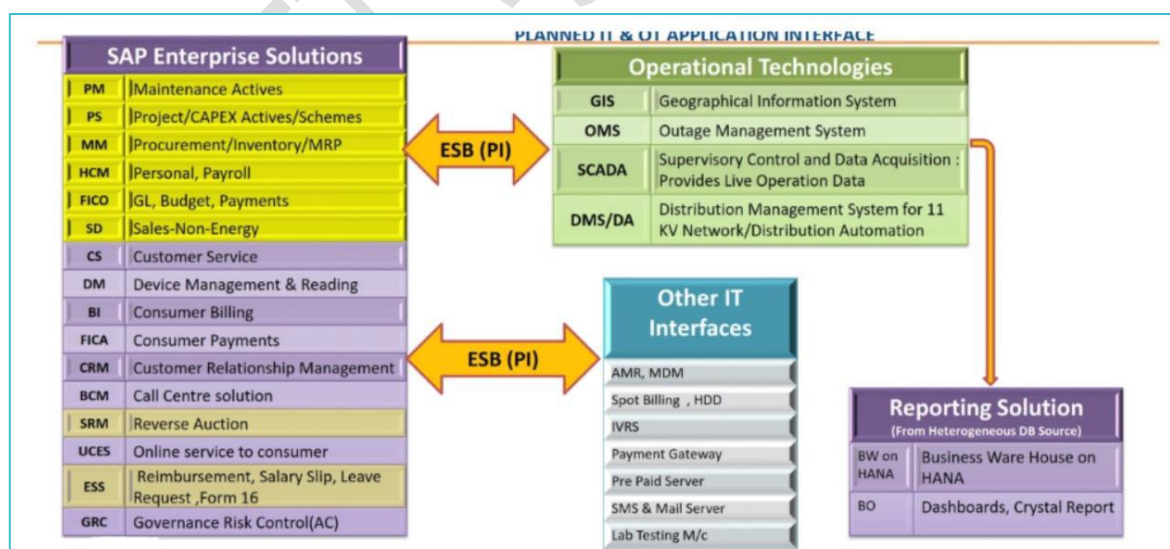 PLANNED IT & OT APPLICATION INTERFACE
SAP Enterprise Solutions
PM Maintenance Actives
PS Project/CAPEX Actives/Schemes
MM Procurement/Inventory/MRP
HCM Personal, Payroll
FICO GL, Budget, Payments
SD Sales-Non-Energy
CS Customer Service
DM Device Management & Reading
BI Consumer Billing
FICA Consumer Payments
CRM Customer Relationship Management
BCM Call Centre solution
SRM Reverse Auction
UCES Online service to consumer
ESS Reimbursement, Salary Slip, Leave
Request ,Form 16
GRC Governance Risk Control(AC)
ESB (PI)
ESB (PI)
Operational Technologies
GIS Geographical Information System
OMS Outage Management System
SCADA Supervisory Control and Data Acquisition :
Provides Live Operation Data
DMS/DA Distribution Management System for 11
KV Network/Distribution Automation
Other IT
Interfaces
AMR, MDM
Spot Billing , HDD
IVRS
Payment Gateway
Pre Paid Server
SMS & Mail Server
Lab Testing M/c
Reporting Solution
(From Heterogeneous DB Source)
BW on Business Ware House on
HANA HANA
BO Dashboards, Crystal Report